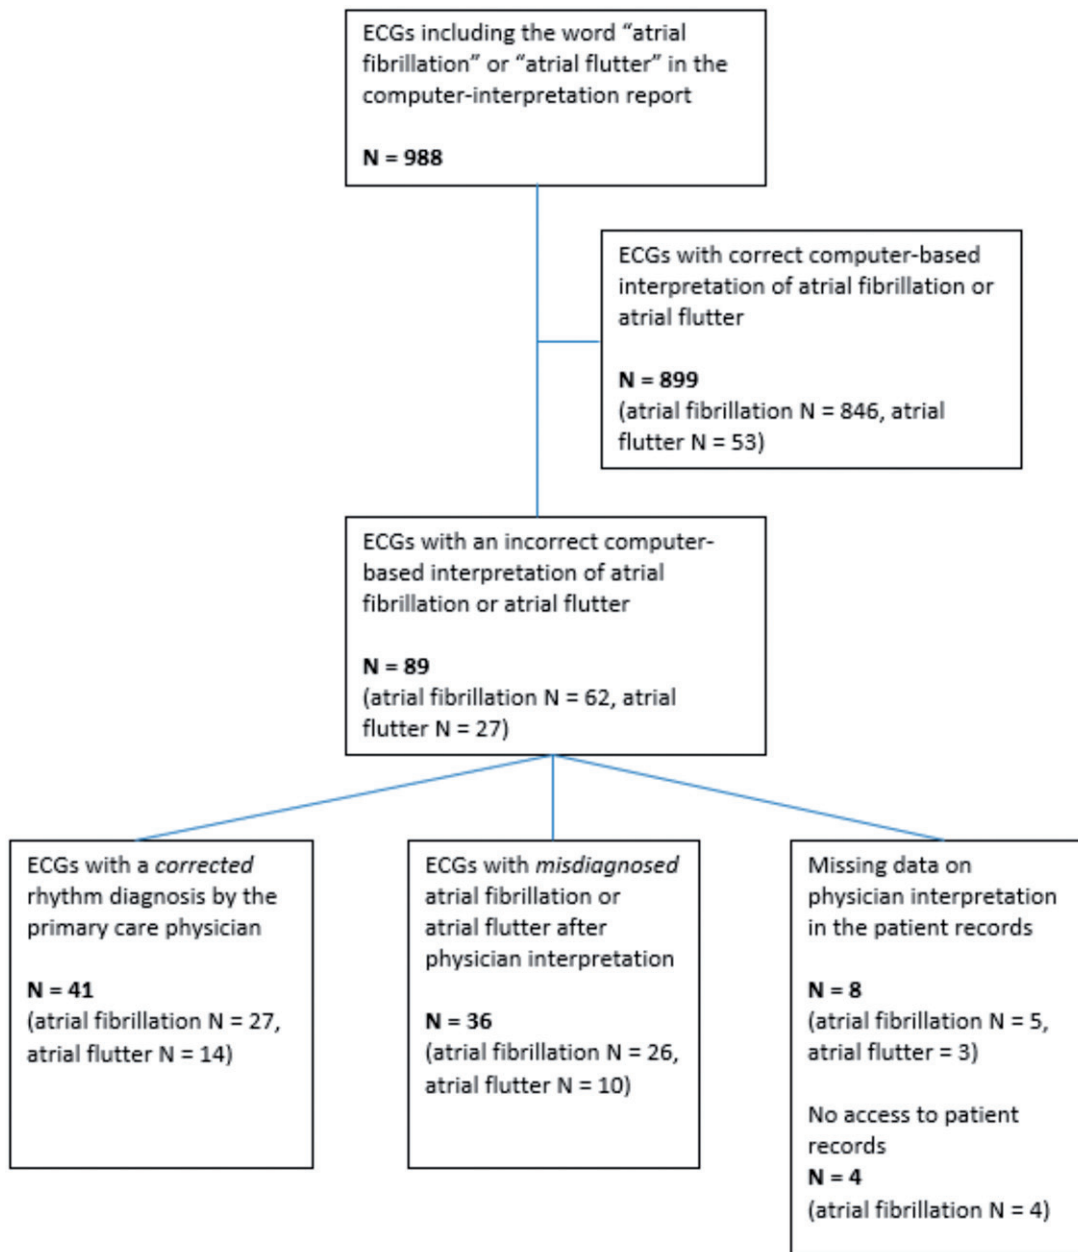 ECGs including the word “atrial
fibrillation” or “atrial flutter” in the
computer-interpretation report
N = 988
ECGs with correct computer-based
interpretation of atrial fibrillation or
atrial flutter
N = 899
(atrial fibrillation N = 846, atrial
flutter N = 53)
ECGs with an incorrect computer-
based interpretation of atrial
fibrillation or atrial flutter
N = 89
(atrial fibrillation N = 62, atrial
flutter N = 27)
ECGs with a corrected
rhythm diagnosis by the
primary care physician
N = 41
(atrial fibrillation N = 27,
atrial flutter N = 14)
ECGs with misdiagnosed
atrial fibrillation or
atrial flutter after
physician interpretation
N = 36
(atrial fibrillation N = 26,
atrial flutter N = 10)
Missing data on
physician interpretation
in the patient records
N = 8
(atrial fibrillation N = 5,
atrial flutter = 3)
No access to patient
records
N = 4
(atrial fibrillation N = 4)